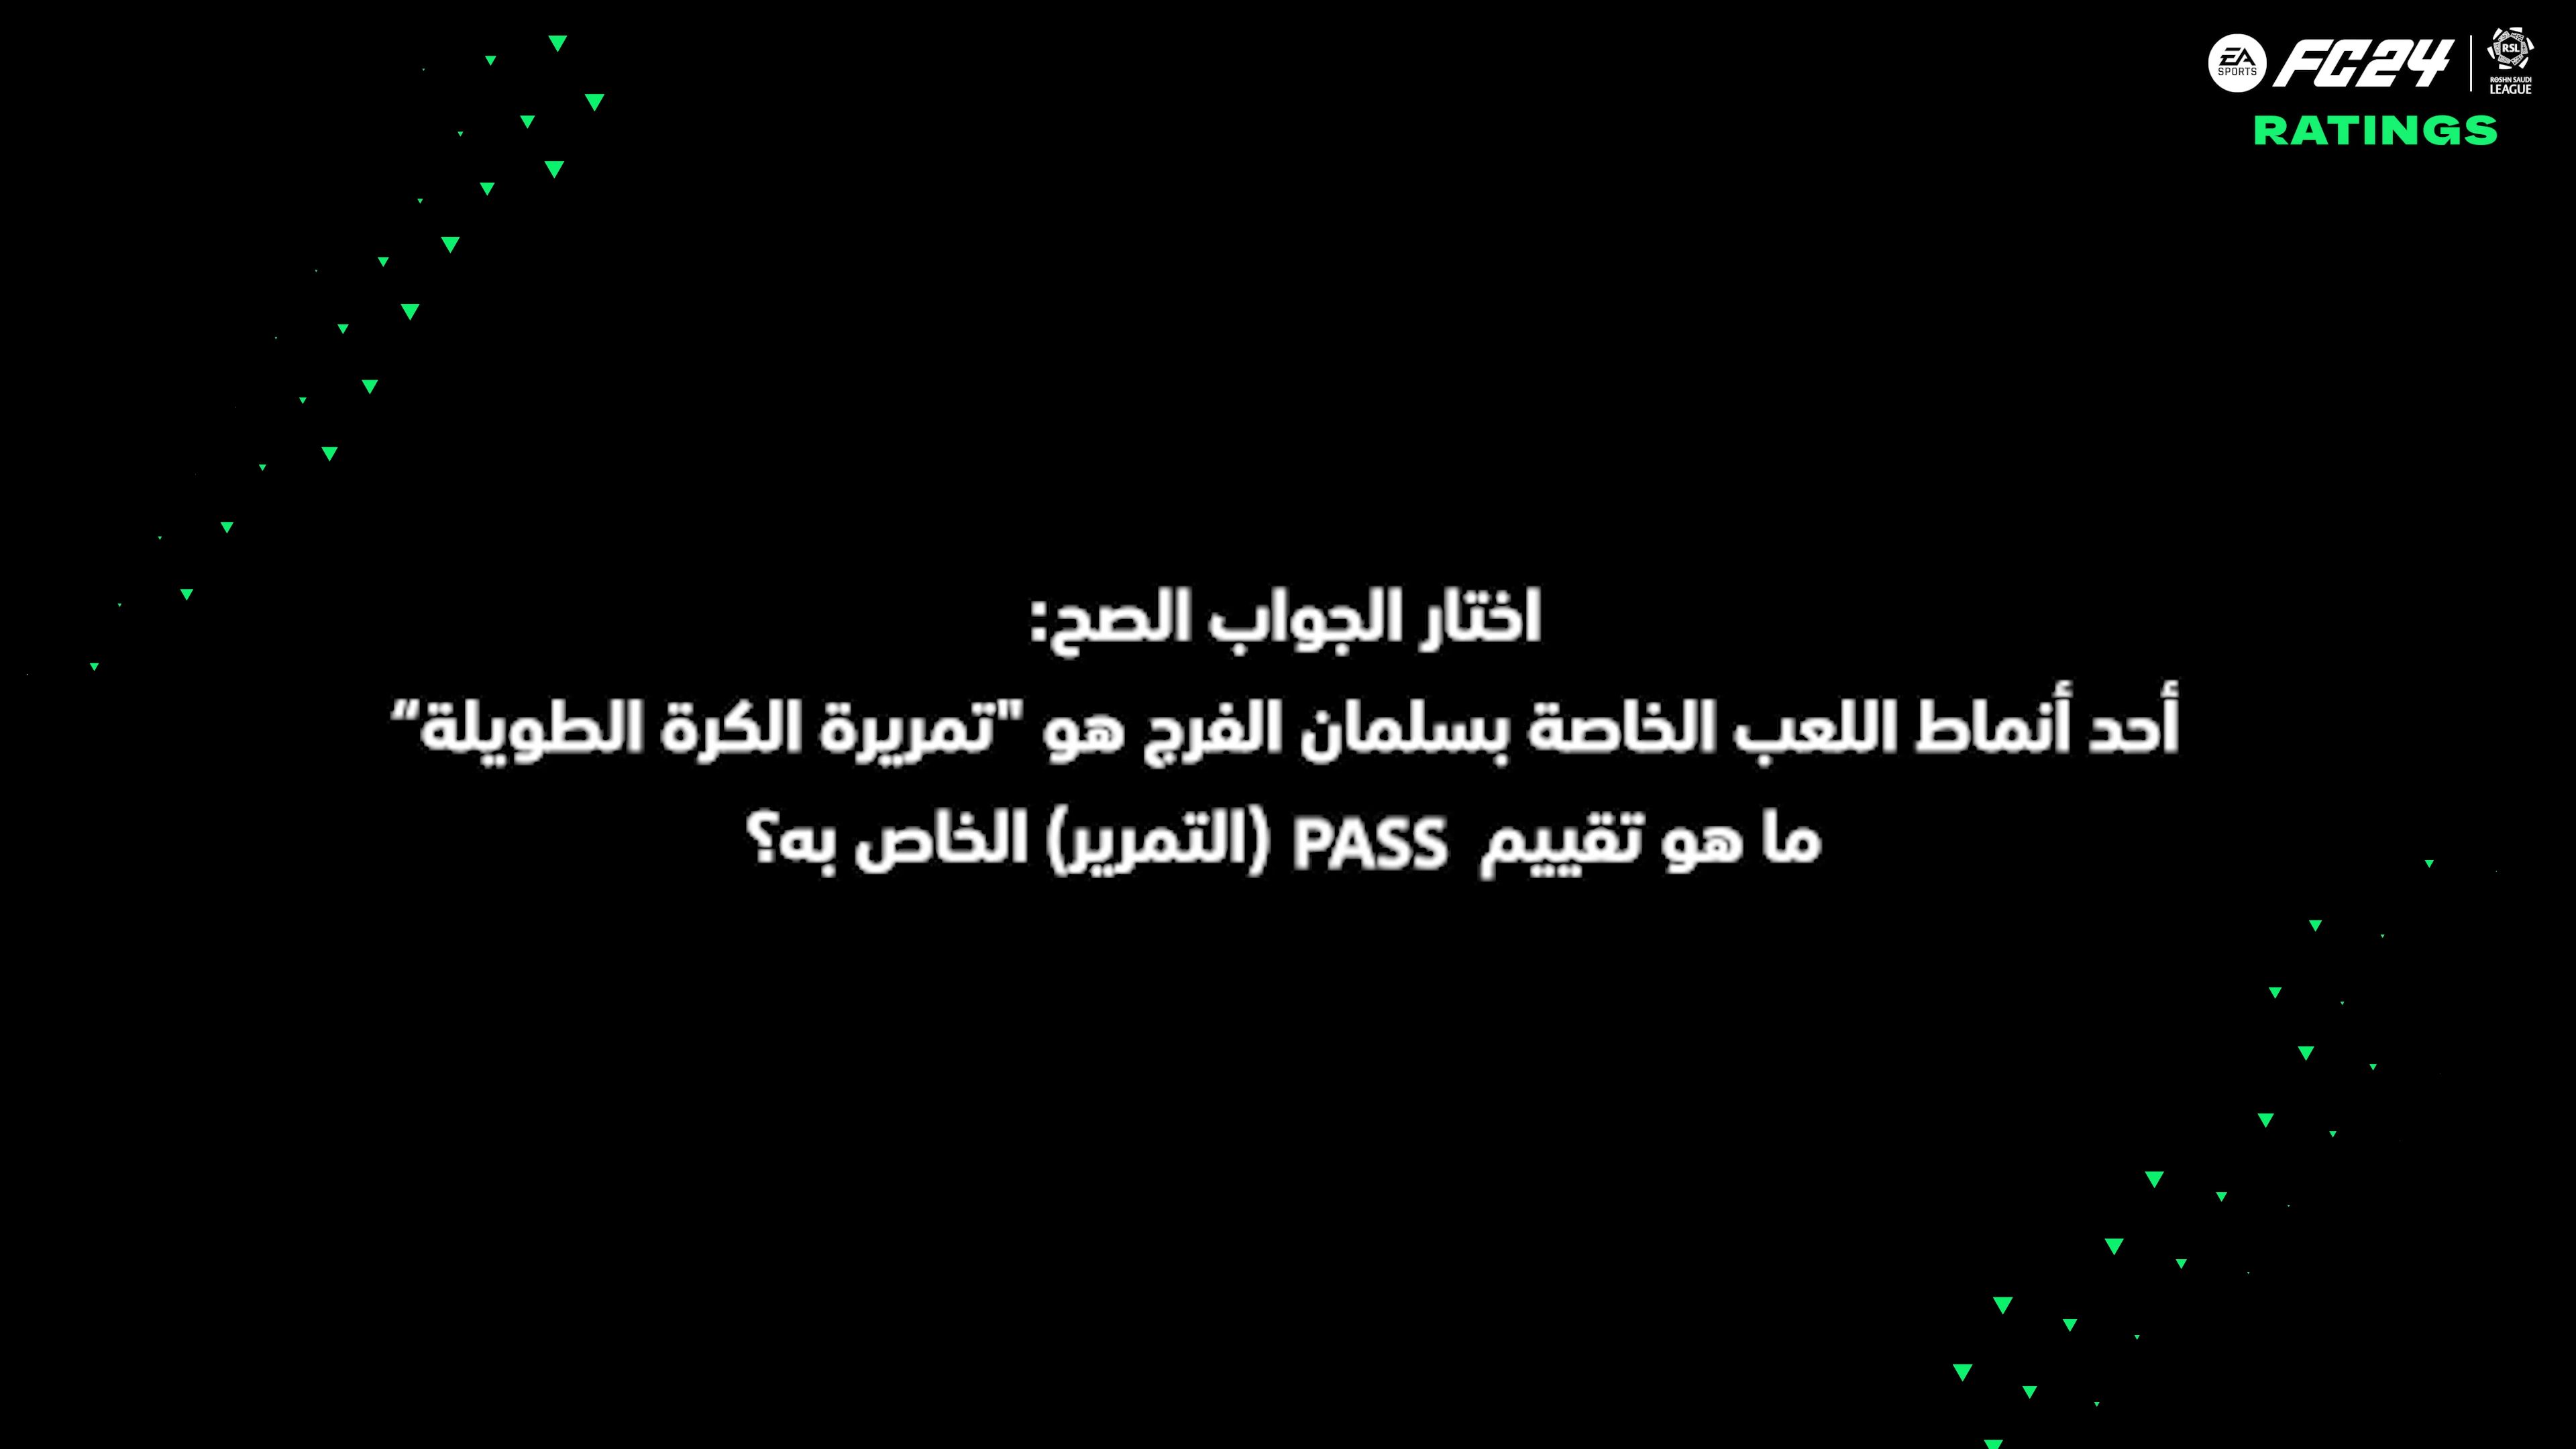 EA SPORTS FC24 | RSL ROSHN SAUDI LEAGUE
RATINGS
اختار الجواب الصح:
أحد أنماط اللعب الخاصة بسلمان الفرج هو "تمريرة الكرة الطويلة"
ما هو تقييم PASS (التمرير) الخاص به؟